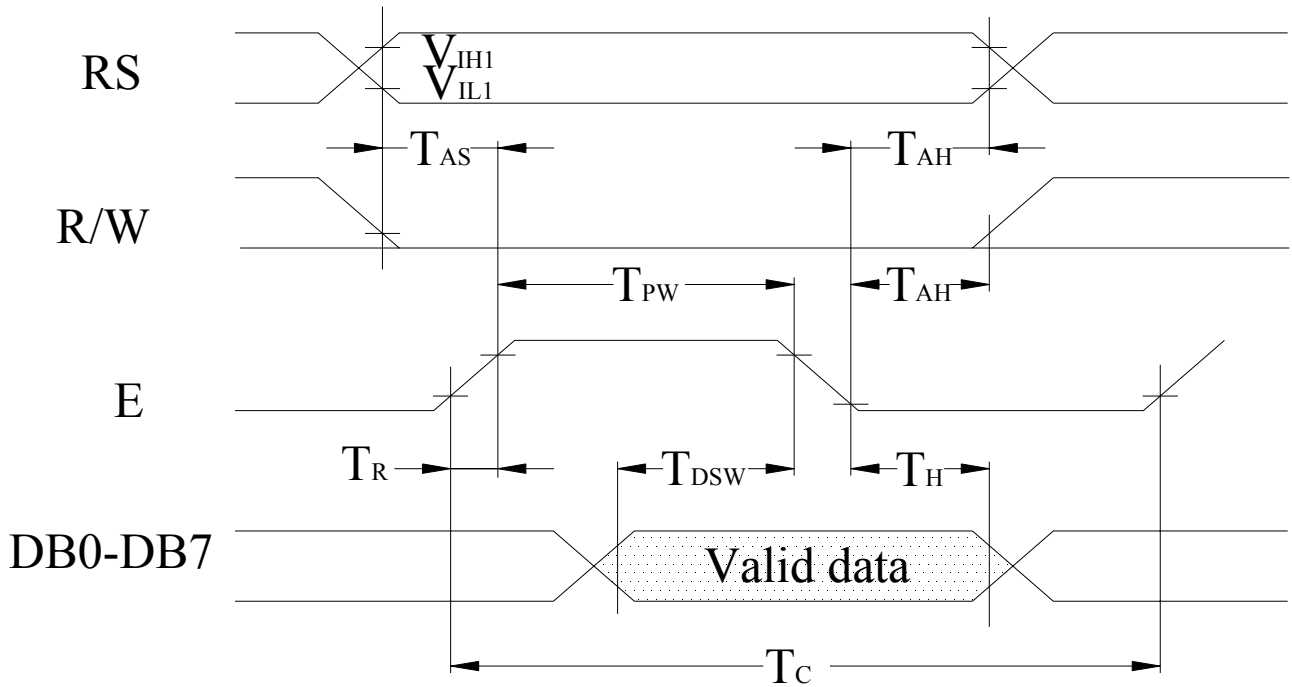 RS
VIH1
VIL1
TAS
TAH
R/W
TPW
TAH
E
TR
TDSW
TH
DB0-DB7
Valid data
TC